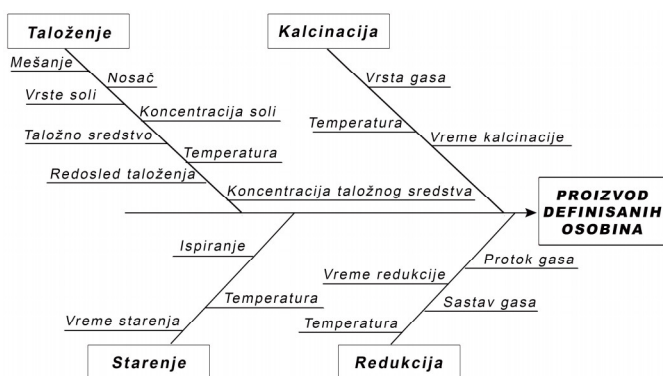 Taloženje
Kalcinacija
Mešanje
Nosač
Vrste soli
Koncentracija soli
Taložno sredstvo
Temperatura
Redosled taloženja
Koncentracija taložnog sredstva
Vrsta gasa
Temperatura
Vreme kalcinacije
PROIZVOD
DEFINISANIH
OSOBINA
Ispiranje
Temperatura
Vreme starenja
Protok gasa
Vreme redukcije
Sastav gasa
Temperatura
Starenje
Redukcija